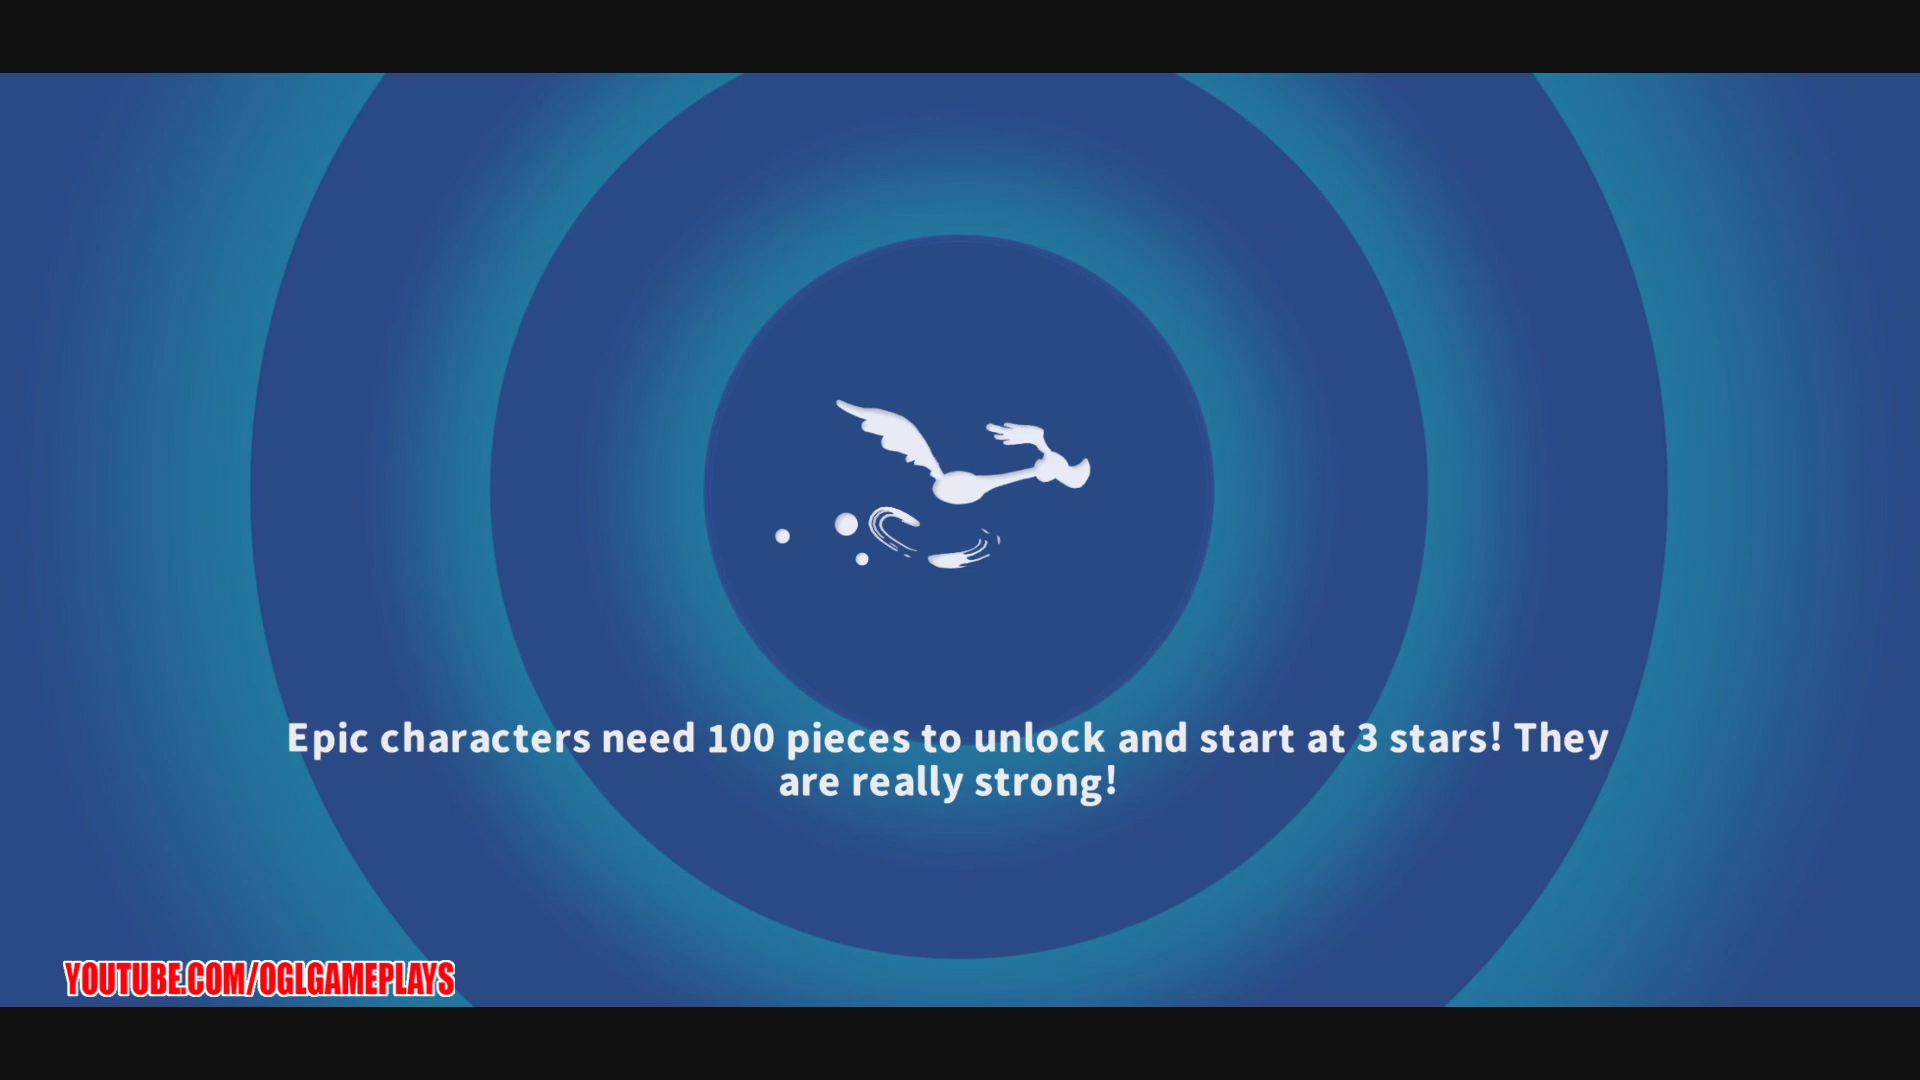 Epic characters need 100 pieces to unlock and start at 3 stars! They
are really strong!
YOUTUBE.COM/OGLGAMEPLAYS